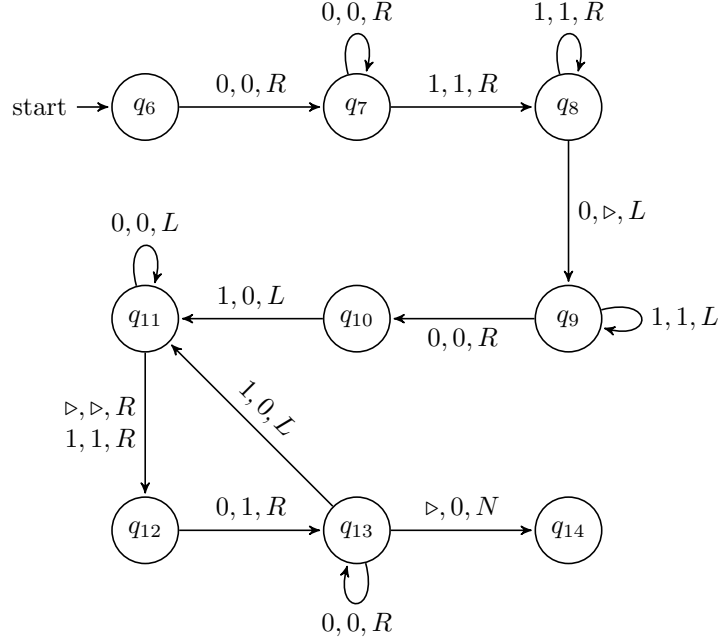 0, 0, R
1, 1, R
0, 0, R
1, 1, R
start
q6
q7
q8
0, ▷, L
0, 0, L
1, 0, L
q11
q10
q9
1, 1, L
0, 0, R
1, 0, L
▷, ▷, R
1, 1, R
0, 1, R
▷, 0, N
q12
q13
q14
0, 0, R